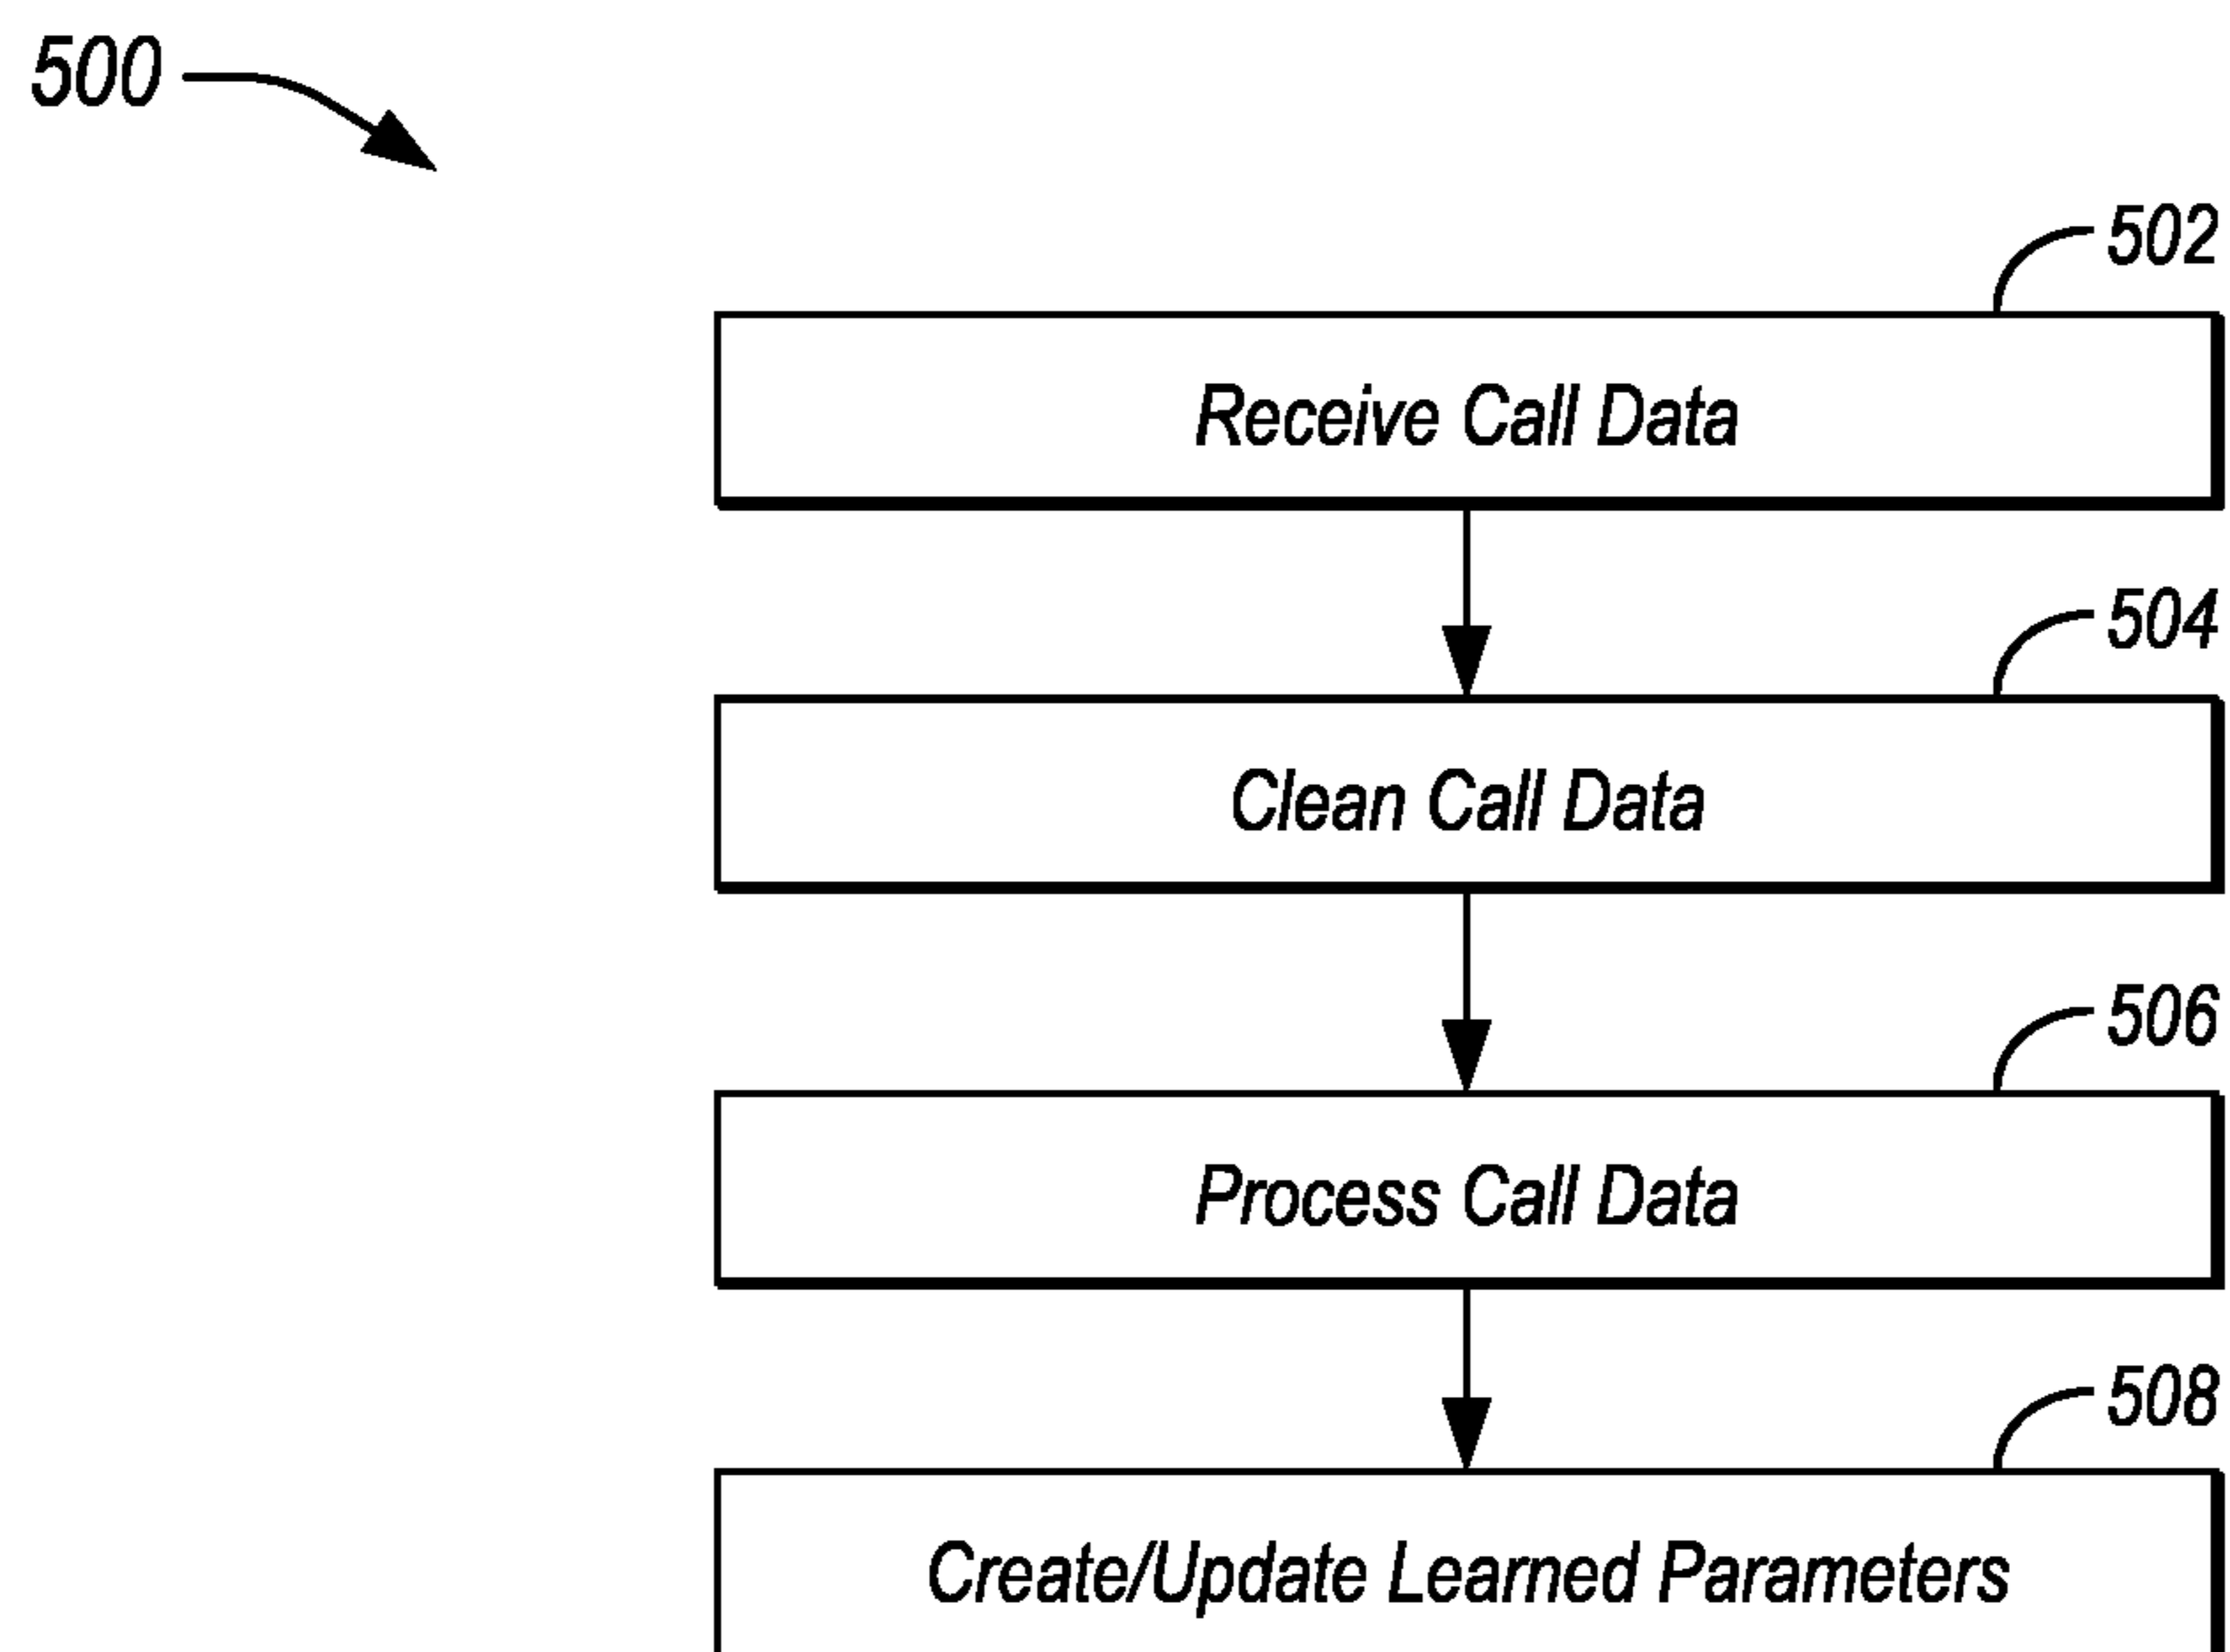 500
502
Receive Call Data
504
Clean Call Data
506
Process Call Data
508
Create/Update Learned Parameters